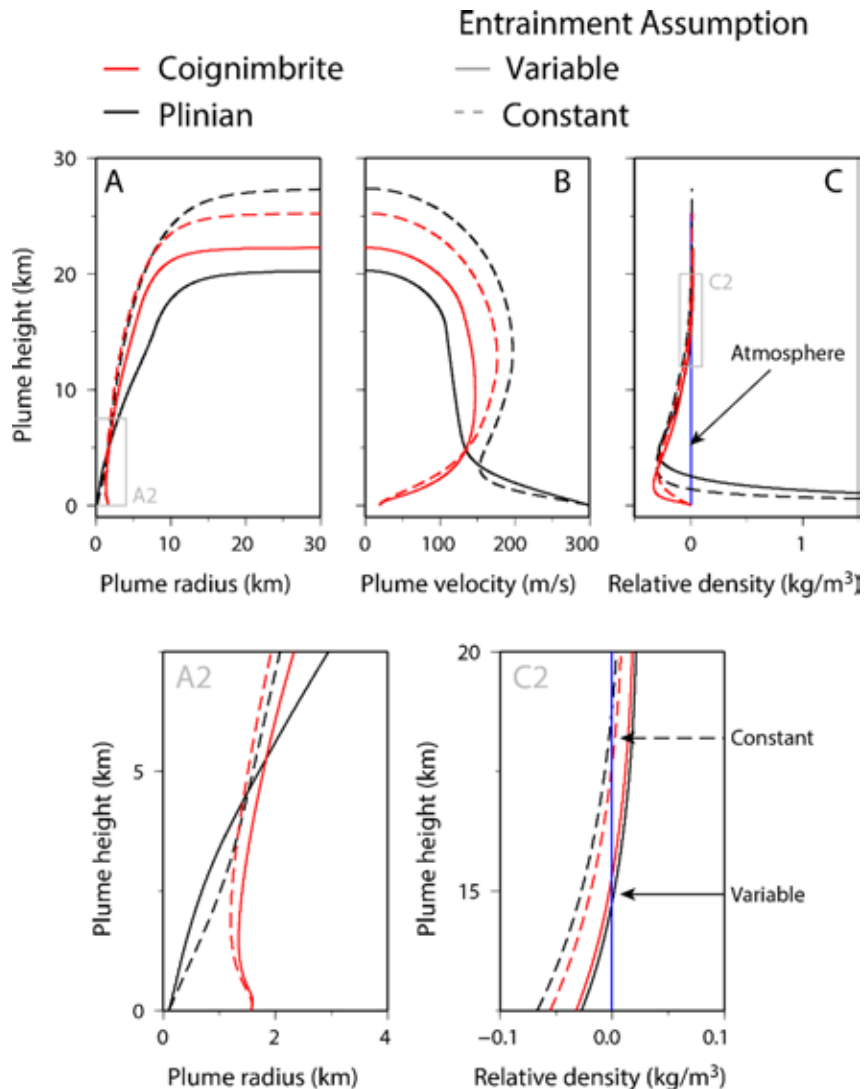 Entrainment Assumption
Coignimbrite
Variable
Plinian
Constant
30
A
B
C
20
C2
Plume height (km)
Atmosphere
10
A2
0
0 10 20 30
0 100 200 300
0 1
Plume radius (km)
Plume velocity (m/s)
Relative density (kg/m³)
A2
20
C2
Constant
Plume height (km)
5
Plume height (km)
15
Variable
0
0 2 4
−0.1 0.0 0.1
Plume radius (km)
Relative density (kg/m³)